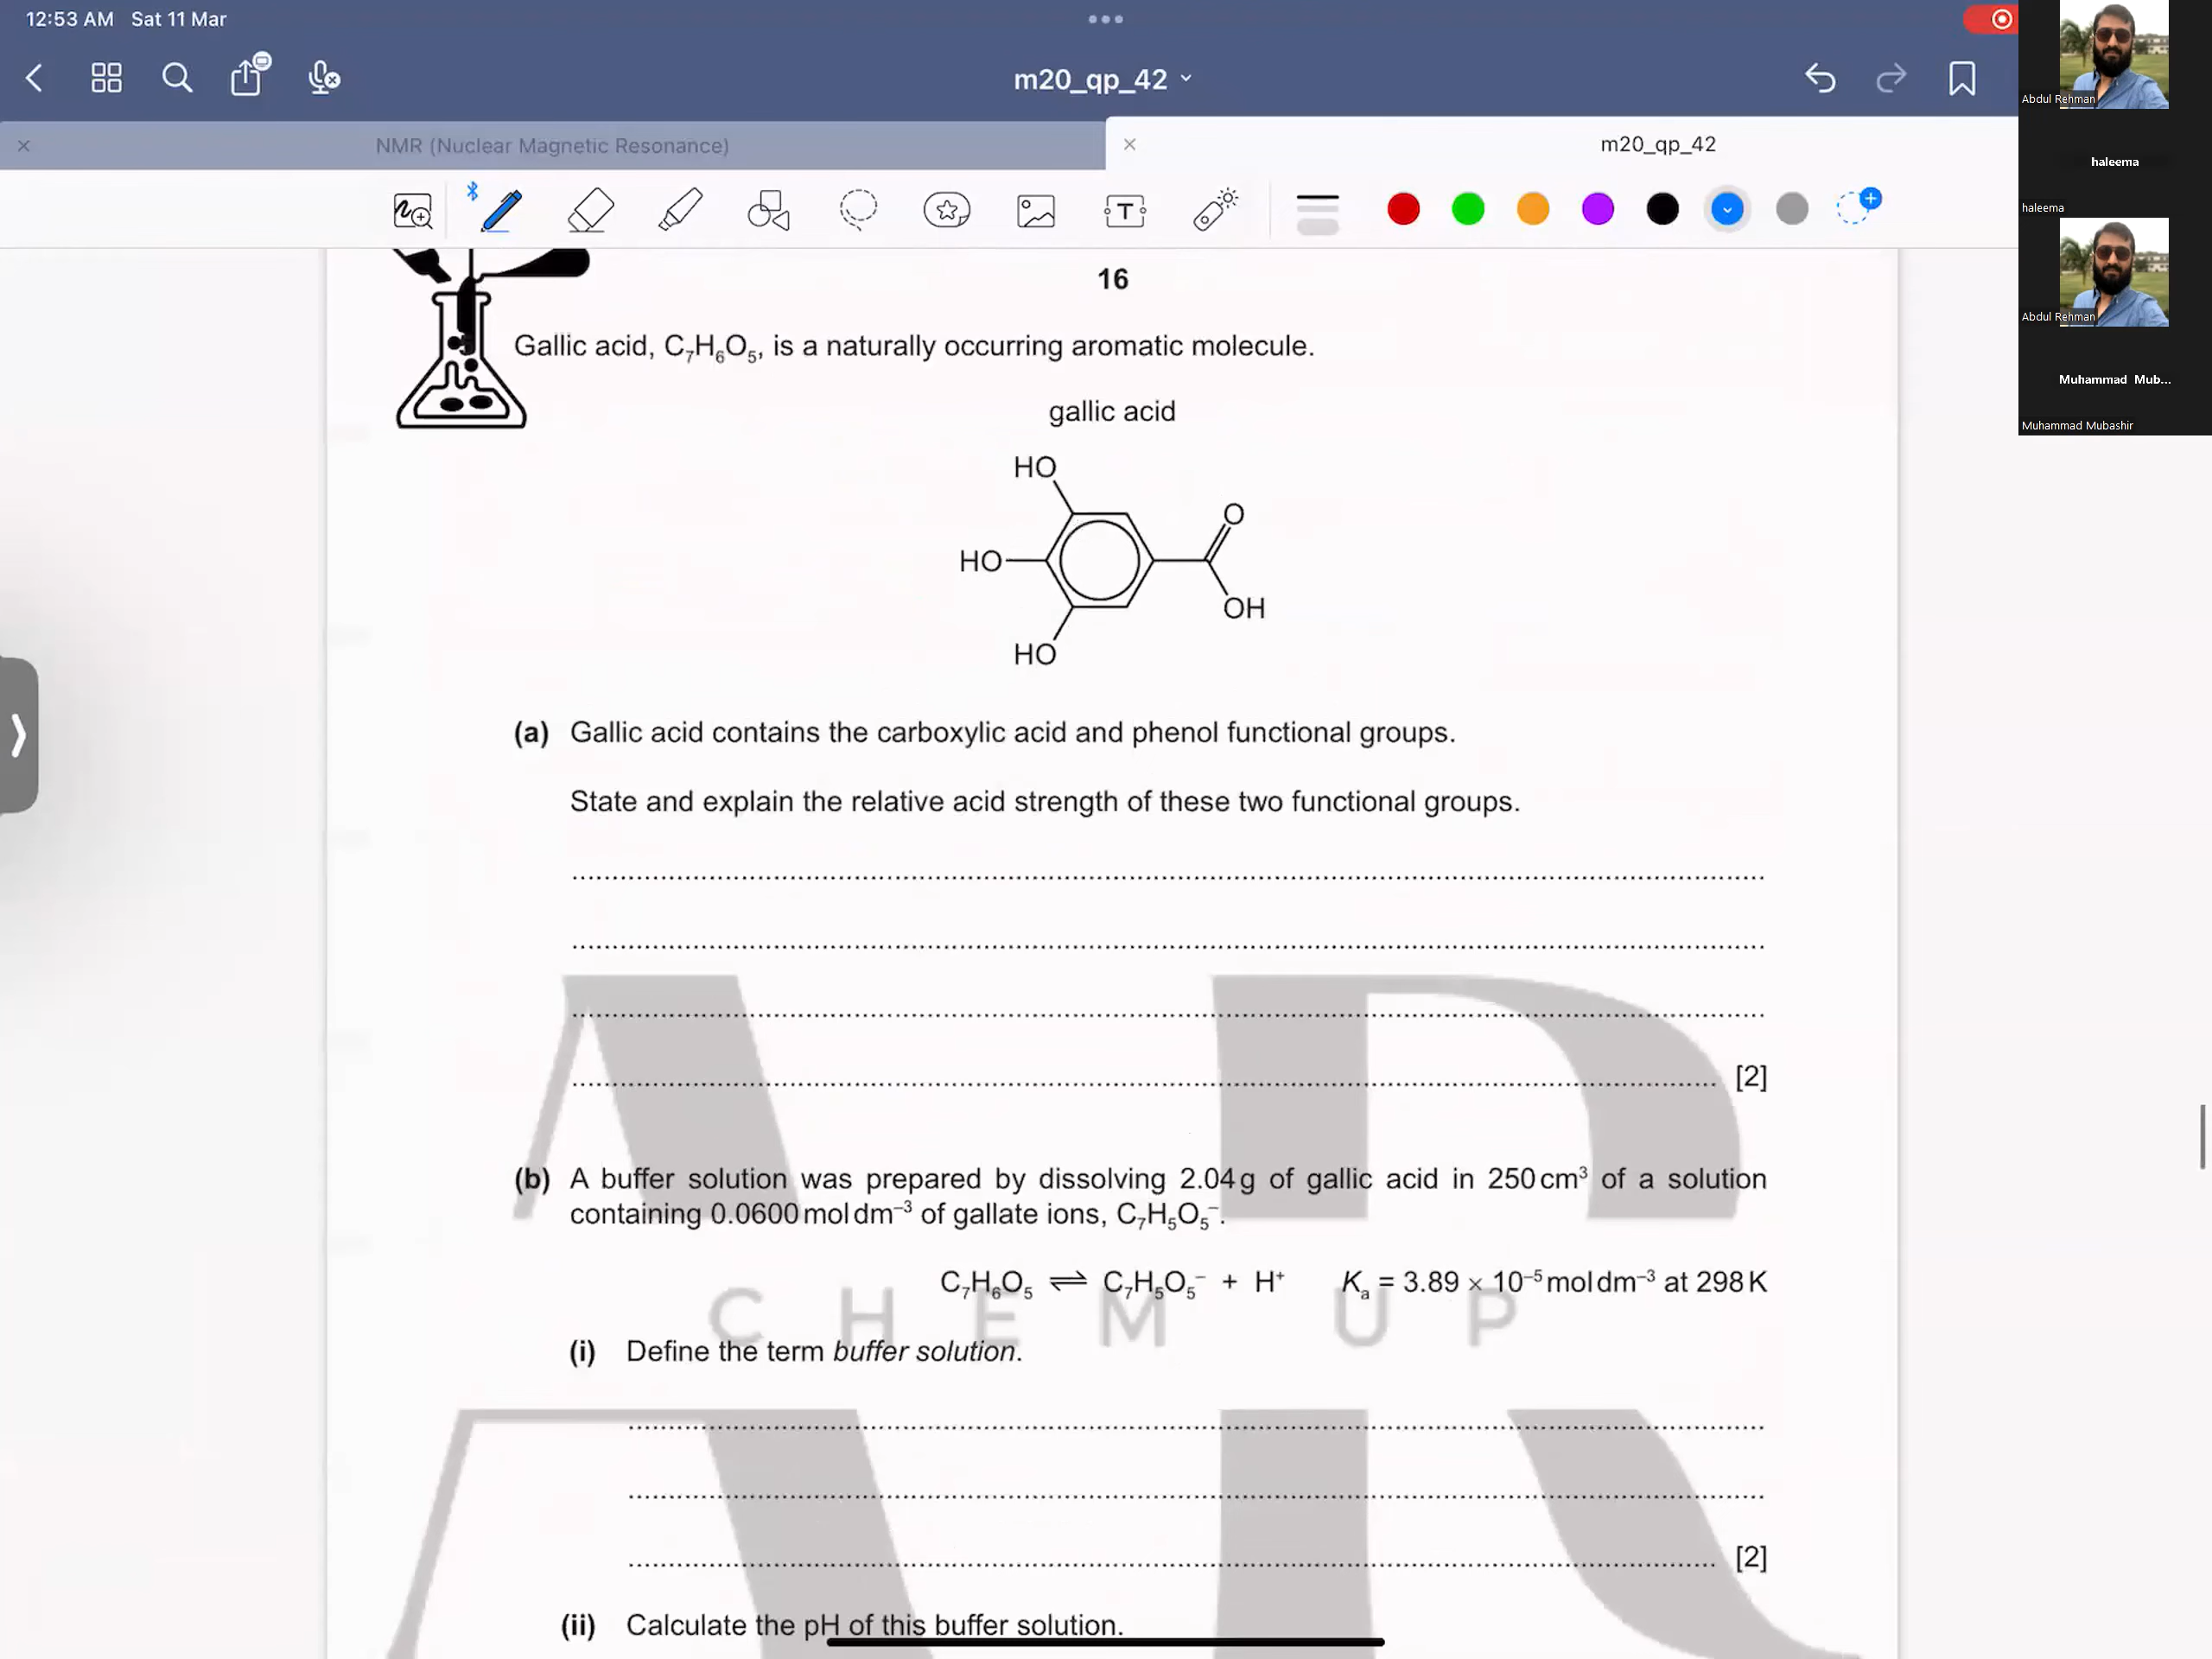 12:53 AM Sat 11 Mar
m20_qp_42
NMR (Nuclear Magnetic Resonance)
m20_qp_42
T
Abdul Rehman
haleema
haleema
Abdul Rehman
Muhammad Mub...
Muhammad Mubashir
16
Gallic acid, C₇H₆O₅, is a naturally occurring aromatic molecule.
gallic acid
HO
O
HO
OH
HO
(a) Gallic acid contains the carboxylic acid and phenol functional groups.
State and explain the relative acid strength of these two functional groups.
[2]
(b) A buffer solution was prepared by dissolving 2.04 g of gallic acid in 250 cm³ of a solution
containing 0.0600 mol dm⁻³ of gallate ions, C₇H₅O₅⁻.
C₇H₆O₅ ⇌ C₇H₅O₅⁻ + H⁺ Kₐ = 3.89 × 10⁻⁵ mol dm⁻³ at 298 K
CHEM UP
(i) Define the term buffer solution.
[2]
(ii) Calculate the pH of this buffer solution.
AR